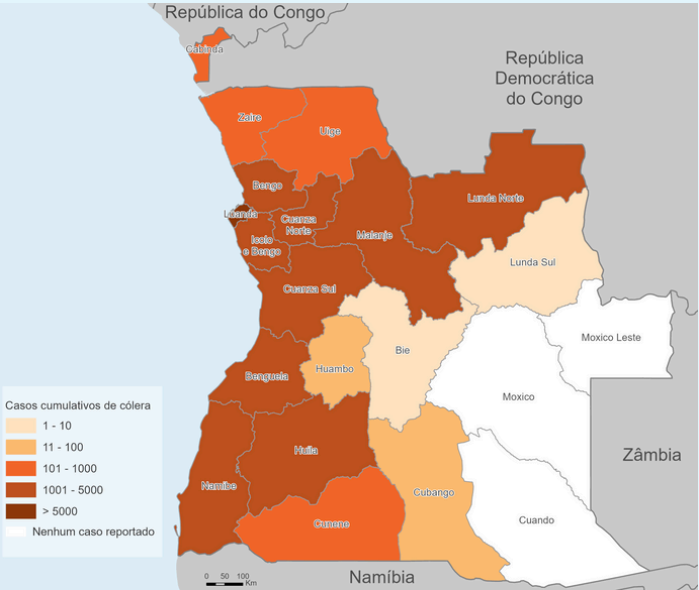 República do Congo
Cabinda
República
Democrática
do Congo
Zaire
Uige
Bengo
Lunda Norte
Luanda
Cuanza
Norte
Malanje
Icolo
e Bengo
Lunda Sul
Cuanza Sul
Moxico Leste
Bie
Huambo
Benguela
Moxico
Casos cumulativos de cólera
1 - 10
11 - 100
101 - 1000
1001 - 5000
> 5000
Nenhum caso reportado
Huila
Zâmbia
Namibe
Cubango
Cunene
Cuando
Namíbia
0 50 100
Km